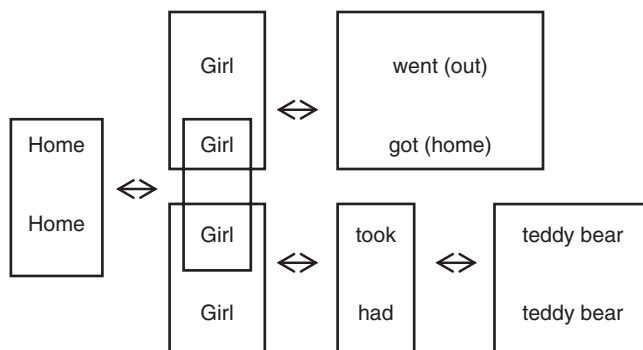 Girl
went (out)
Home
Girl
got (home)
Home
Girl
took
teddy bear
Girl
had
teddy bear